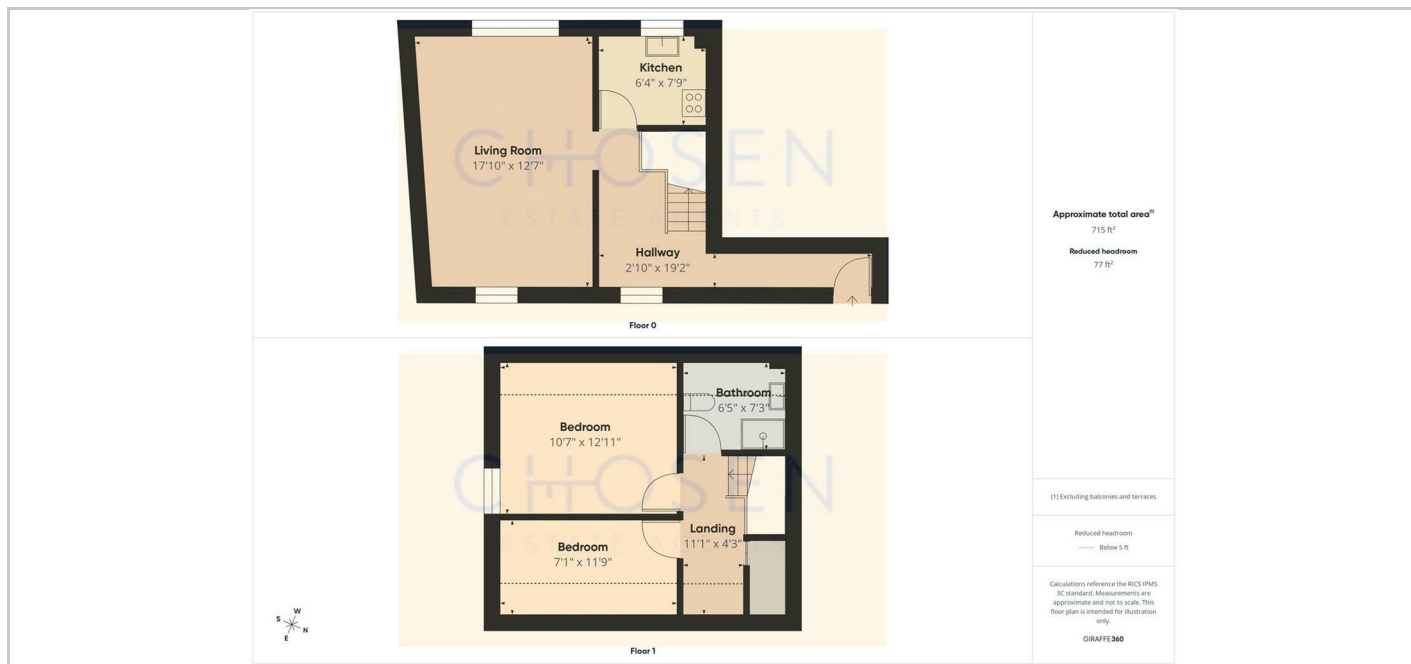 Kitchen
6'4" x 7'9"
Living Room
17'10" x 12'7"
CHOSEN
ESTATE AGENTS
Hallway
2'10" x 19'2"
Floor 0
Approximate total area(1)
715 ft²
Reduced headroom
77 ft²
Bathroom
6'5" x 7'3"
Bedroom
10'7" x 12'11"
CHOSEN
ESTATE AGENTS
Landing
11'1" x 4'3"
Bedroom
7'1" x 11'9"
W
S
N
E
Floor 1
(1) Excluding balconies and terraces
Reduced headroom
Below 5 ft
Calculations reference the RICS IPMS
3C standard. Measurements are
approximate and not to scale. This
floor plan is intended for illustration
only.
GIRAFFE360